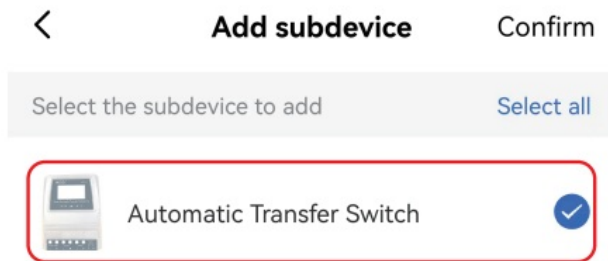 Add subdevice Confirm
Select the subdevice to add Select all
Automatic Transfer Switch